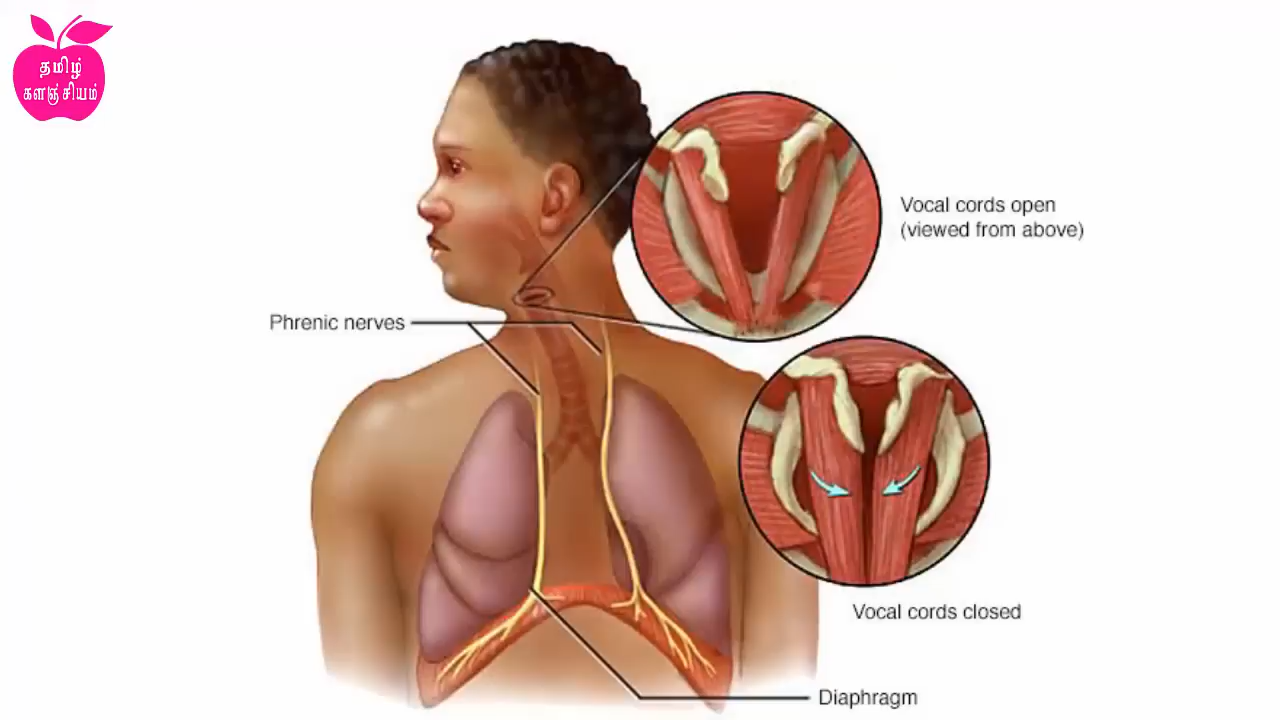 தமிழ்
களஞ்சியம்
Vocal cords open
(viewed from above)
Phrenic nerves
Vocal cords closed
Diaphragm